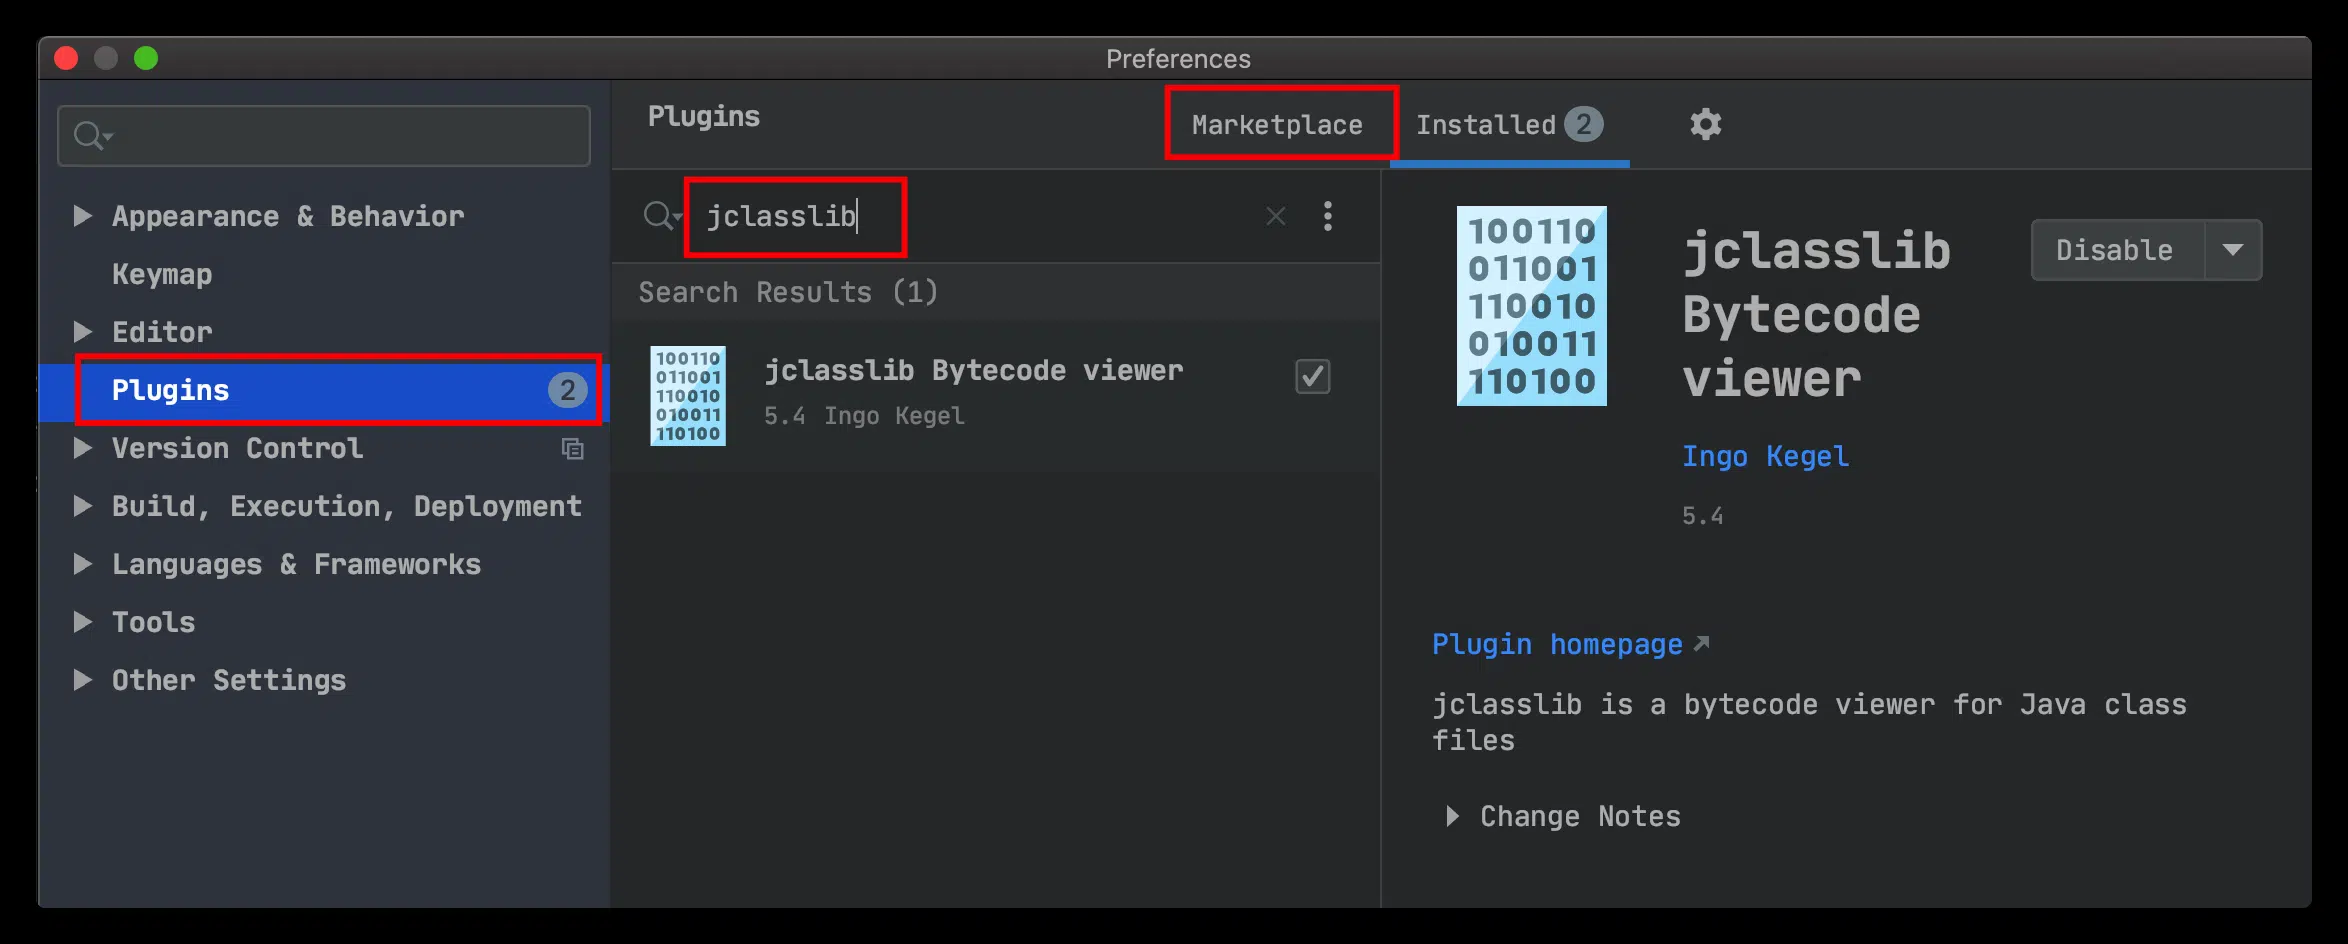 Preferences
Appearance & Behavior
Keymap
Editor
Plugins 2
Version Control
Build, Execution, Deployment
Languages & Frameworks
Tools
Other Settings
Plugins
Marketplace
Installed 2
jclasslib
Search Results (1)
100110
011001
110010
010011
110100
jclasslib Bytecode viewer
5.4 Ingo Kegel
100110
011001
110010
010011
110100
jclasslib
Bytecode
viewer
Disable
Ingo Kegel
5.4
Plugin homepage
jclasslib is a bytecode viewer for Java class
files
Change Notes